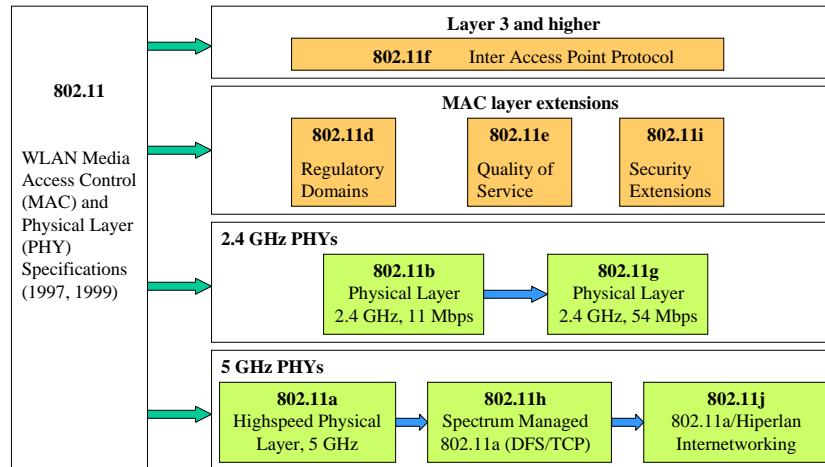 802.11
WLAN Media
Access Control
(MAC) and
Physical Layer
(PHY)
Specifications
(1997, 1999)
Layer 3 and higher
802.11f Inter Access Point Protocol
MAC layer extensions
802.11d
Regulatory
Domains
802.11e
Quality of
Service
802.11i
Security
Extensions
2.4 GHz PHYs
802.11b
Physical Layer
2.4 GHz, 11 Mbps
802.11g
Physical Layer
2.4 GHz, 54 Mbps
5 GHz PHYs
802.11a
Highspeed Physical
Layer, 5 GHz
802.11h
Spectrum Managed
802.11a (DFS/TCP)
802.11j
802.11a/Hiperlan
Internetworking